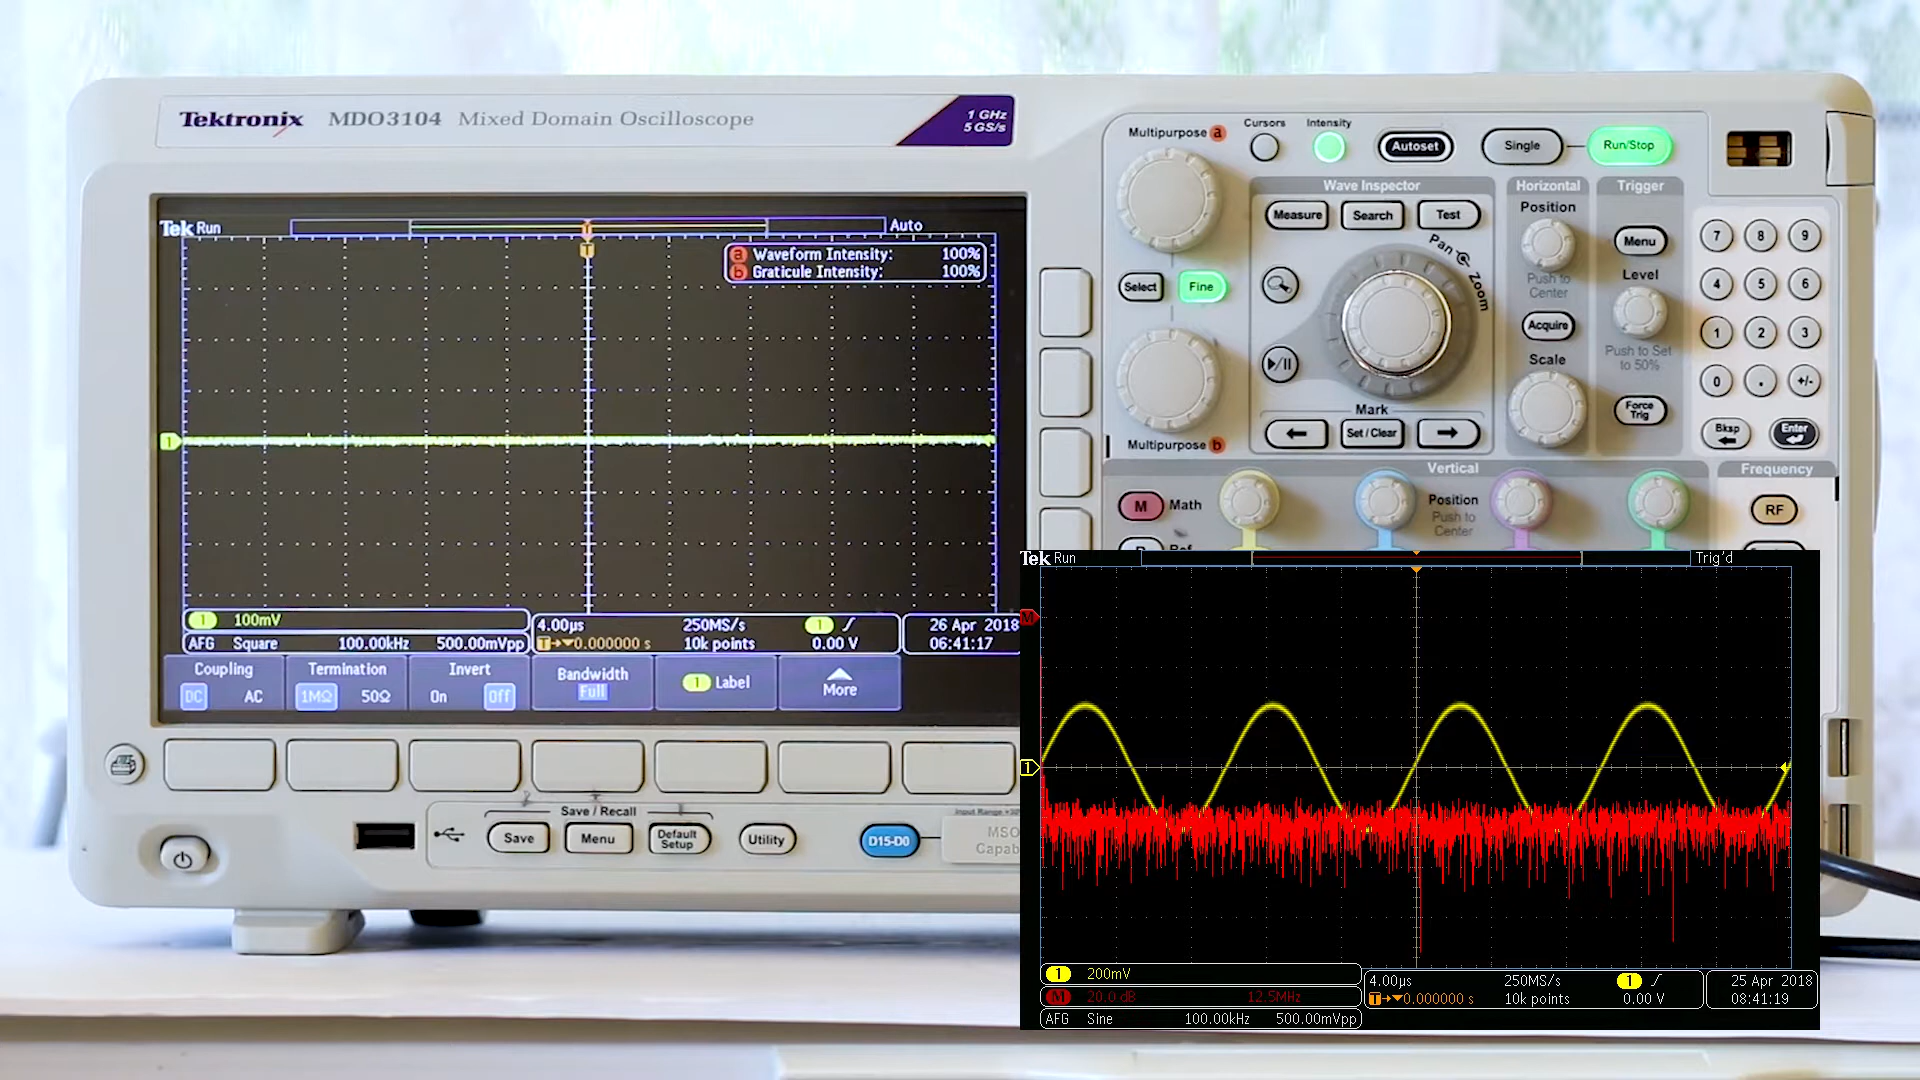 Tektronix MDO3104 Mixed Domain Oscilloscope
1 GHz
5 GS/s
Tek Run
Auto
a Waveform Intensity: 100%
b Graticule Intensity: 100%
T
T
1
1 100mV
AFG Square 100.00kHz 500.00mVpp
4.00µs 250MS/s 1
T 0.000000 s 10k points 0.00 V
26 Apr 2018
06:41:17
Coupling
DC AC
Termination
1MΩ 50Ω
Invert
On Off
Bandwidth
Full
1 Label
More
Save / Recall
Save
Menu
Default
Setup
Utility
D15-D0
MSO
Multipurpose a
Cursors
Intensity
Autoset
Single
Run/Stop
Wave Inspector
Measure
Search
Test
Pan
Zoom
Select
Fine
Multipurpose b
Mark
←
Set / Clear
→
Horizontal
Position
Push to
Center
Acquire
Scale
Trigger
Menu
Level
Push to Set
to 50%
Force
Trig
7 8 9
4 5 6
1 2 3
0 . +/-
Bksp
Enter
Vertical
M Math
Position
Push to
Center
Frequency
RF
Tek Run
Trig'd
M
1
1 200mV
M 20.0 dB 12.5MHz
AFG Sine 100.00kHz 500.00mVpp
4.00µs 250MS/s 1
T 0.000000 s 10k points 0.00 V
25 Apr 2018
08:41:19